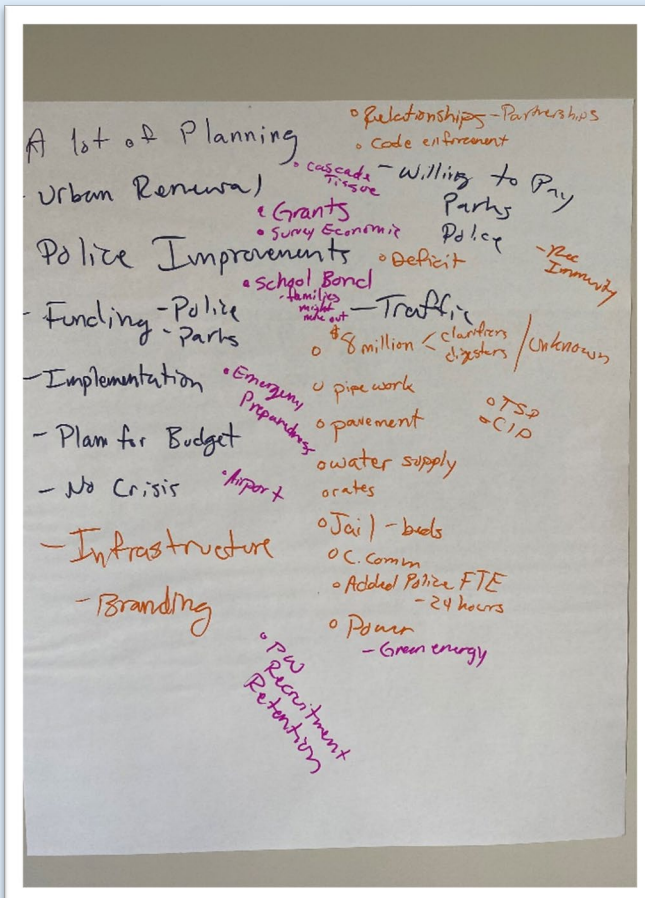 A lot of Planning
- Urban Renewal
Police Improvements
- Funding - Police
- Parks
- Implementation
- Plan for Budget
- No Crisis
- Infrastructure
- Branding
• Cascade
Tissue
• Grants
• Survey Economic
• School Bond
- families
might
move out
• Emergency
Preparedness
• Airport
• PW
Recruitment
Retention
• Relationships - Partnerships
• Code enforcement
- Willing to Pay
Parks
Police
• Deficit
- Rec
Immunity
- Traffic
• $8 million < clarifiers
digesters / Unknown
• pipe work
• TSP
- CIP
• pavement
• water supply
• rates
• Jail - beds
• C. Comm
• Added Police FTE
- 24 hours
• Power
- Green energy